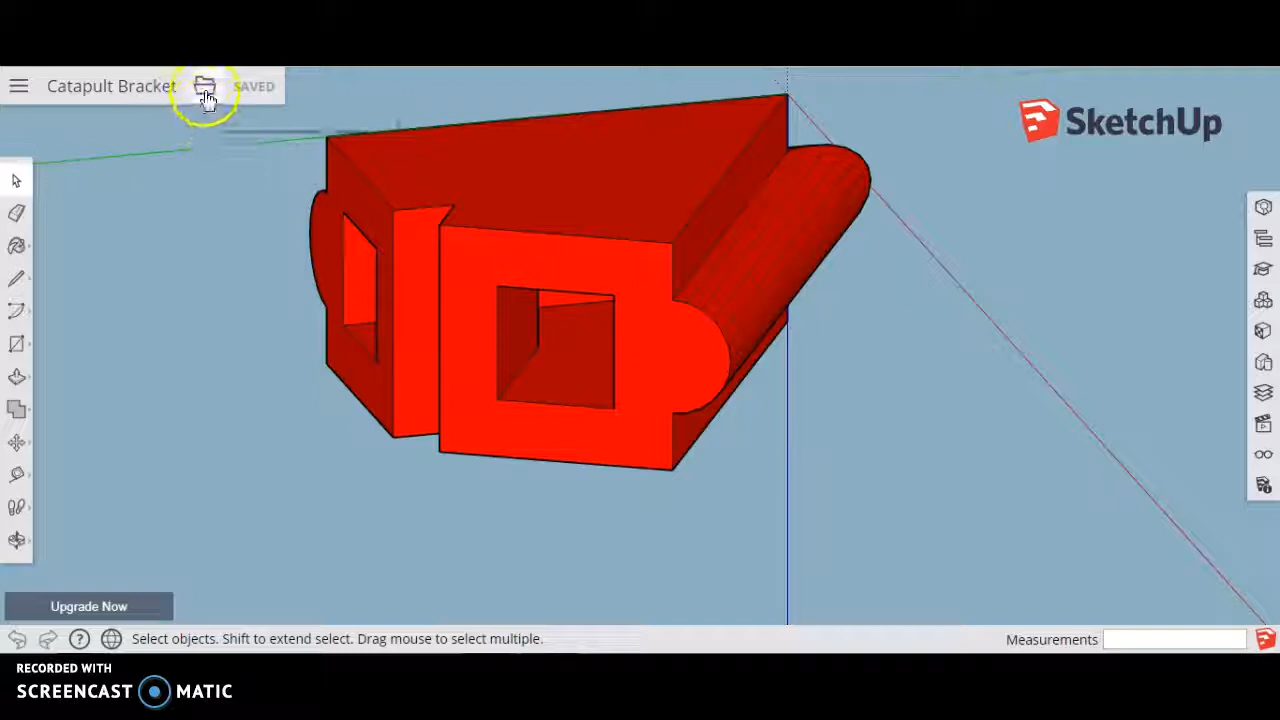 Catapult Bracket
SAVED
SketchUp
Upgrade Now
Select objects. Shift to extend select. Drag mouse to select multiple.
Measurements
RECORDED WITH
SCREENCAST MATIC